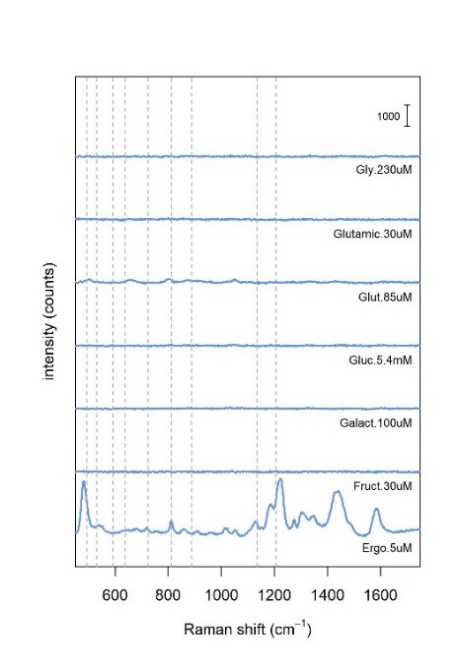 1000
Gly.230uM
Glutamic.30uM
Glut.85uM
Gluc.5.4mM
Galact.100uM
Fruct.30uM
Ergo.5uM
intensity (counts)
600 800 1000 1200 1400 1600
Raman shift (cm⁻¹)